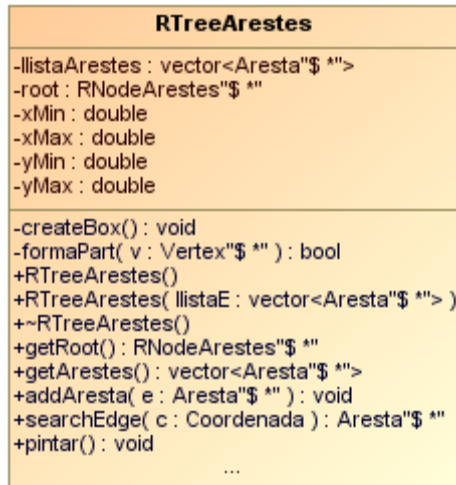 RTreeArestes
-llistaArestes : vector<Aresta"$ *">
-root : RNodeArestes"$ *"
-xMin : double
-xMax : double
-yMin : double
-yMax : double
-createBox() : void
-formaPart( v : Vertex"$ *" ) : bool
+RTreeArestes()
+RTreeArestes( llistaE : vector<Aresta"$ *"> )
+~RTreeArestes()
+getRoot() : RNodeArestes"$ *"
+getArestes() : vector<Aresta"$ *">
+addAresta( e : Aresta"$ *" ) : void
+searchEdge( c : Coordenada ) : Aresta"$ *"
+pintar() : void
...